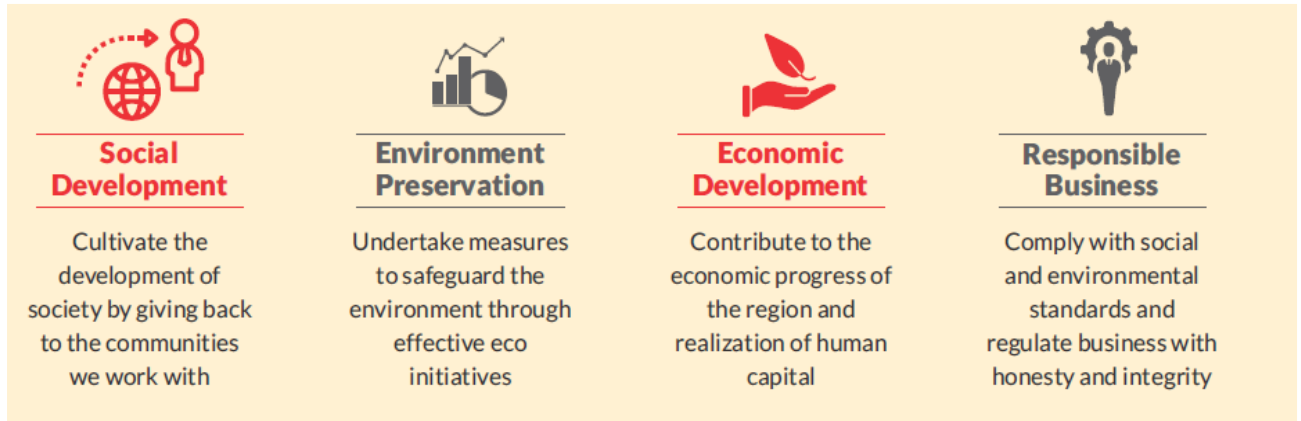 Social
Development
Cultivate the
development of
society by giving back
to the communities
we work with
Environment
Preservation
Undertake measures
to safeguard the
environment through
effective eco
initiatives
Economic
Development
Contribute to the
economic progress of
the region and
realization of human
capital
Responsible
Business
Comply with social
and environmental
standards and
regulate business with
honesty and integrity